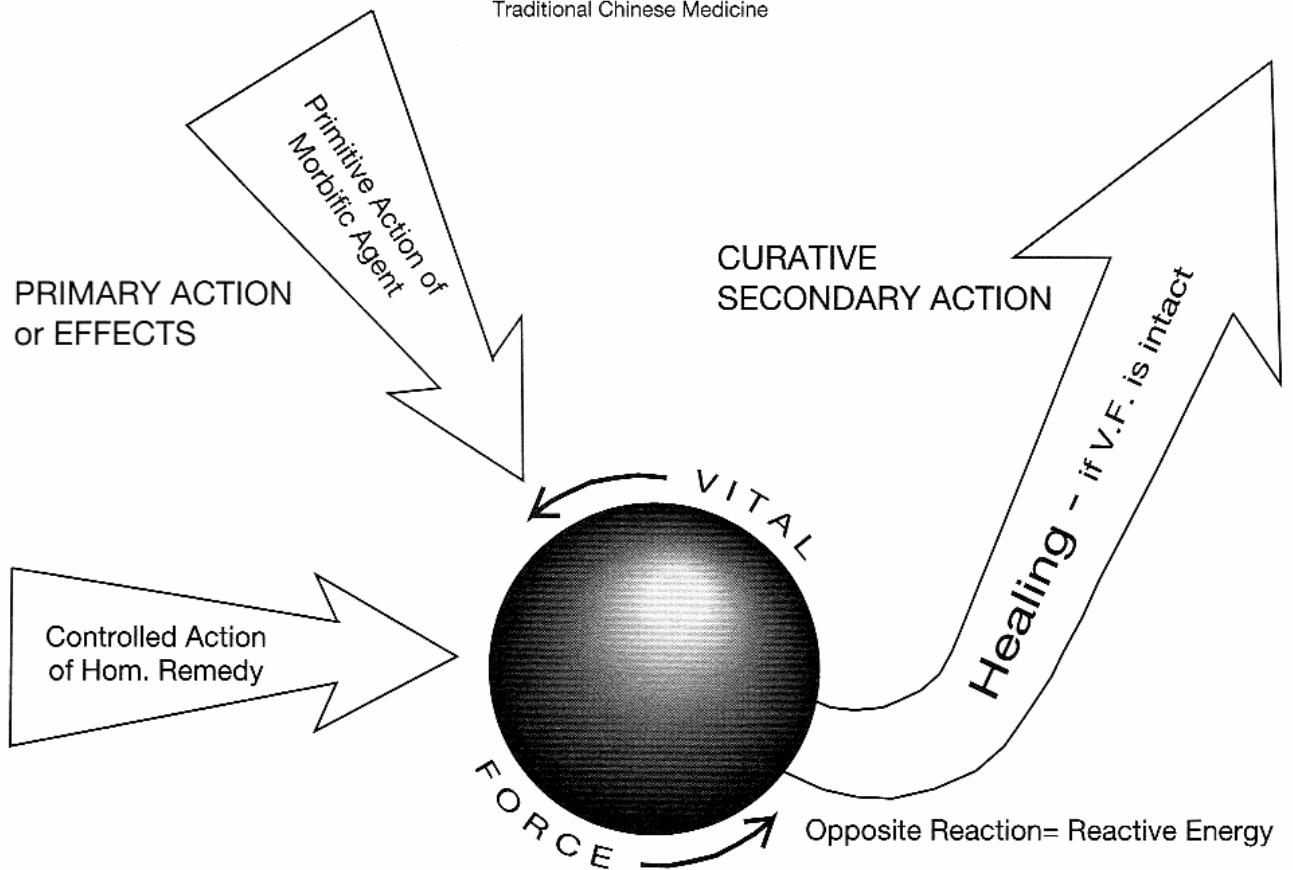 Traditional Chinese Medicine
Primitive Action of
Morbific Agent
PRIMARY ACTION
or EFFECTS
CURATIVE
SECONDARY ACTION
Healing - if V.F. is intact
VITAL
Controlled Action
of Hom. Remedy
FORCE
Opposite Reaction= Reactive Energy